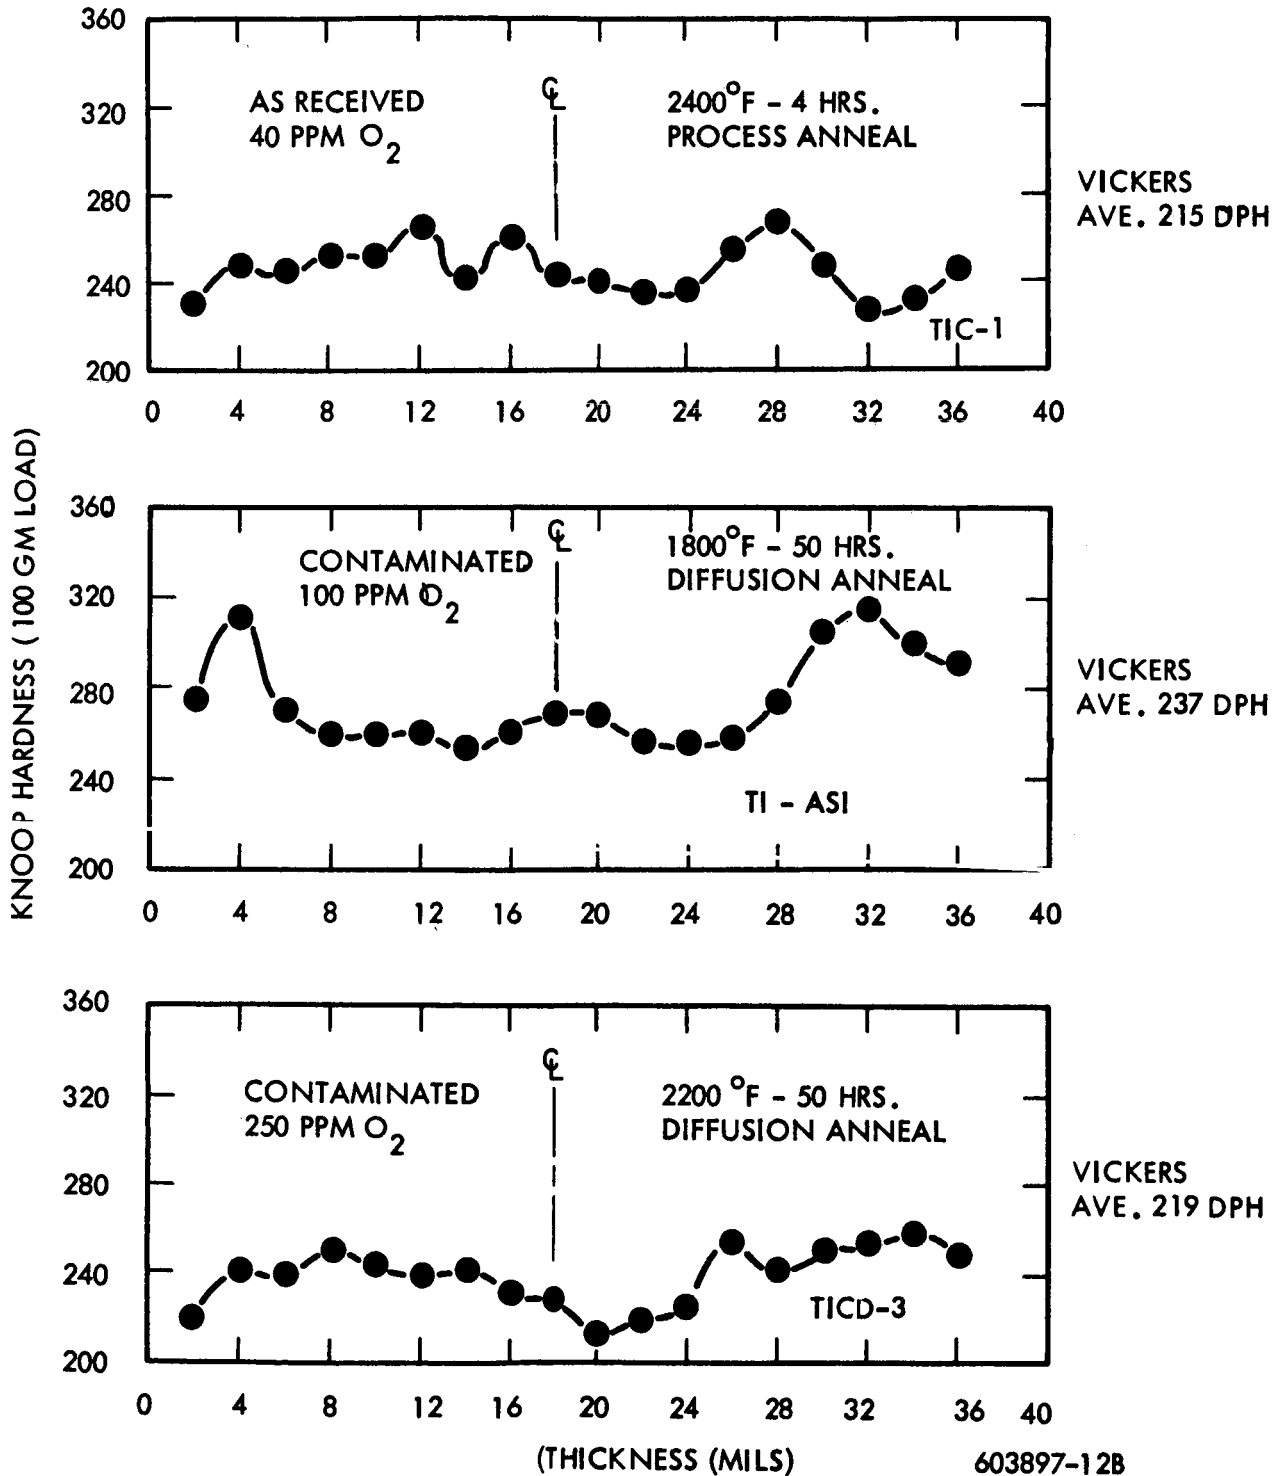 360
320
280
240
200
AS RECEIVED
40 PPM O2
℄
2400°F - 4 HRS.
PROCESS ANNEAL
VICKERS
AVE. 215 DPH
TIC-1
0 4 8 12 16 20 24 28 32 36 40
KNOOP HARDNESS (100 GM LOAD)
360
320
280
240
200
CONTAMINATED
100 PPM O2
℄
1800°F - 50 HRS.
DIFFUSION ANNEAL
VICKERS
AVE. 237 DPH
TI - ASI
0 4 8 12 16 20 24 28 32 36 40
360
320
280
240
200
CONTAMINATED
250 PPM O2
℄
2200 °F - 50 HRS.
DIFFUSION ANNEAL
VICKERS
AVE. 219 DPH
TICD-3
0 4 8 12 16 20 24 28 32 36 40
(THICKNESS (MILS)
603897-12B